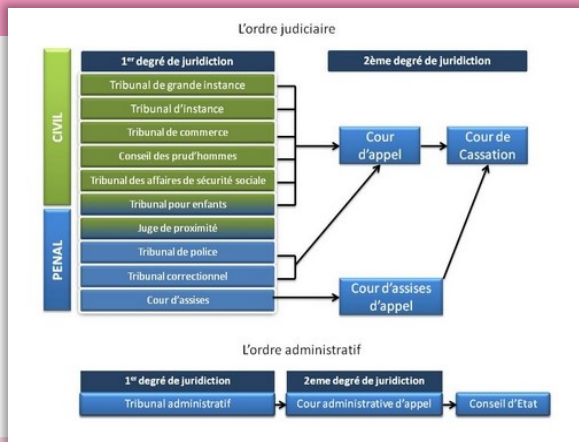 L'ordre judiciaire
1er degré de juridiction
2ème degré de juridiction
CIVIL
Tribunal de grande instance
Tribunal d'instance
Tribunal de commerce
Conseil des prud'hommes
Tribunal des affaires de sécurité sociale
Tribunal pour enfants
Cour
d'appel
Cour de
Cassation
PENAL
Juge de proximité
Tribunal de police
Tribunal correctionnel
Cour d'assises
Cour d'assises
d'appel
L'ordre administratif
1er degré de juridiction
2eme degré de juridiction
Tribunal administratif
Cour administrative d'appel
Conseil d'Etat